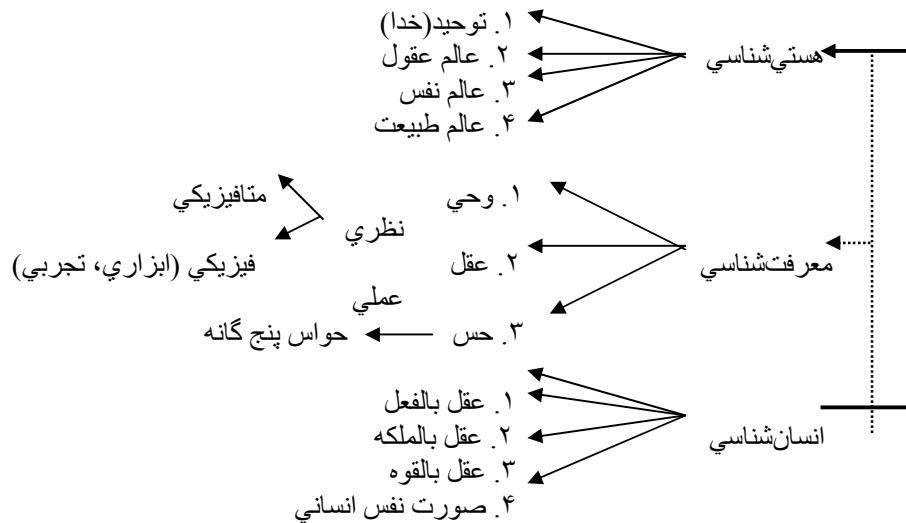 هستي‌شناسي
۱. توحيد(خدا)
۲. عالم عقول
۳. عالم نفس
۴. عالم طبيعت
معرفت‌شناسي
۱. وحي
۲. عقل
نظري
متافيزيكي
فيزيكي (ابزاري، تجربي)
عملي
۳. حس
حواس پنج گانه
انسان‌شناسي
۱. عقل بالفعل
۲. عقل بالملكه
۳. عقل بالقوه
۴. صورت نفس انساني